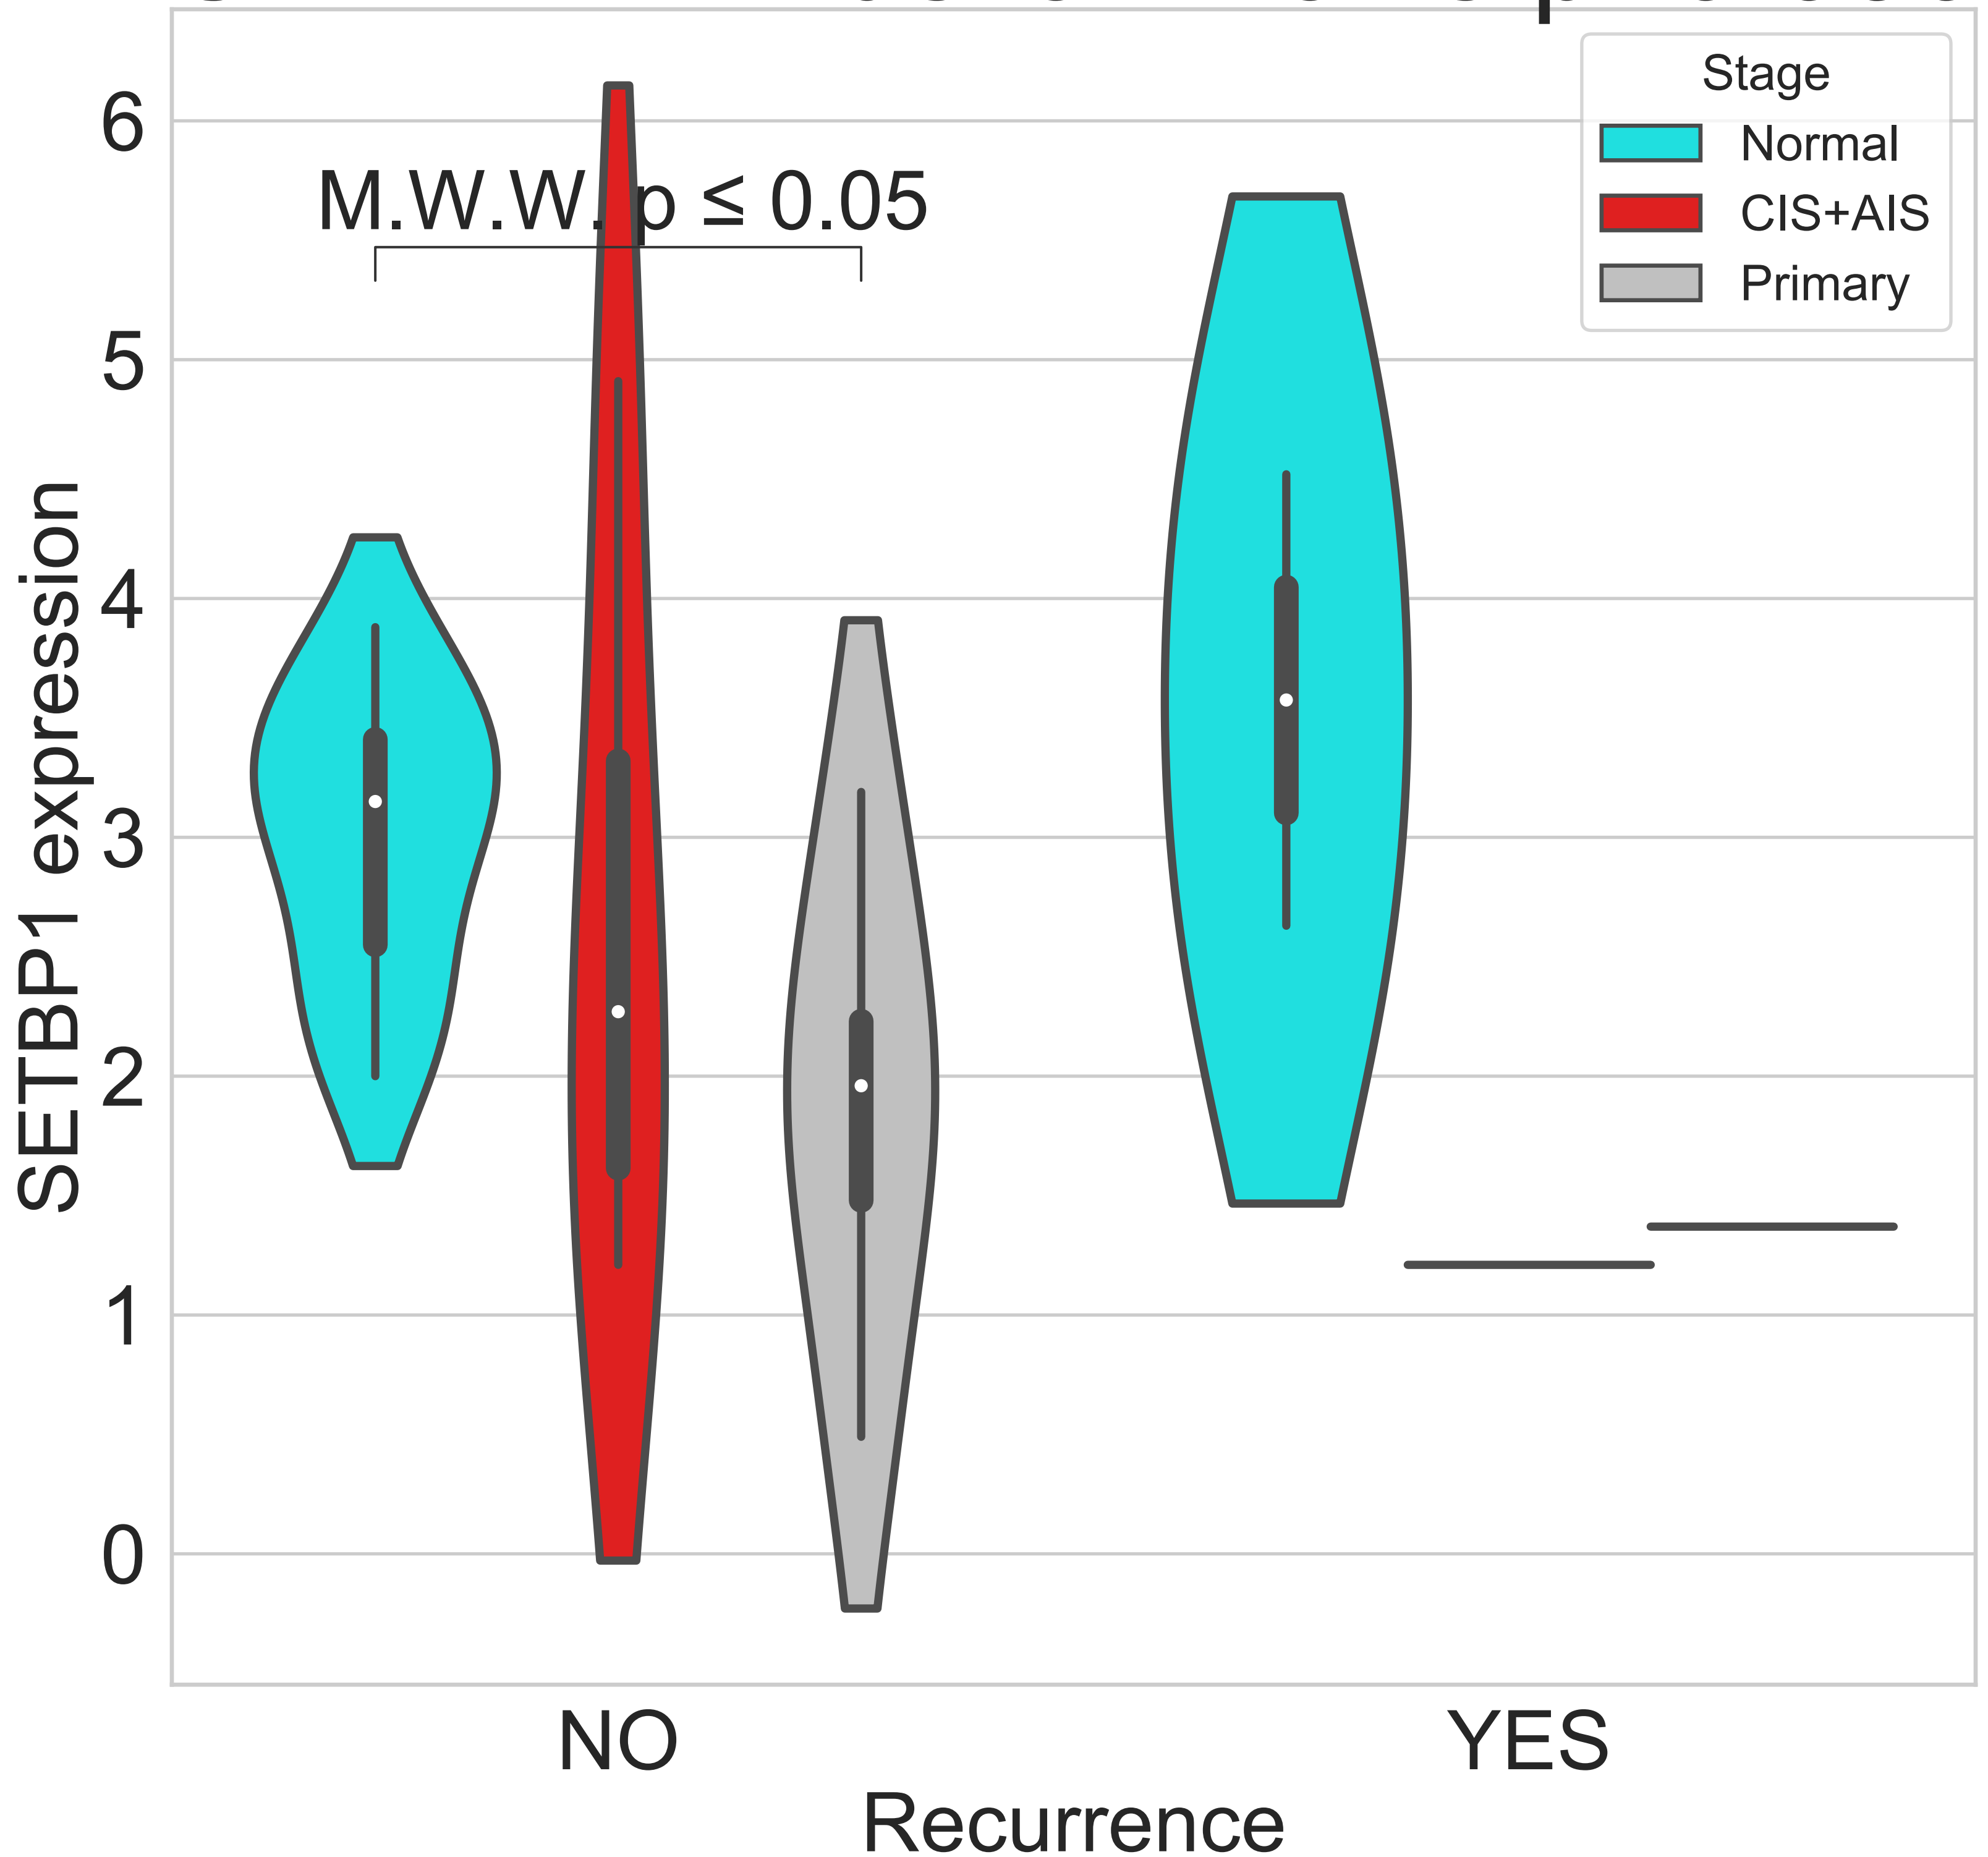 Stage
Normal
CIS+AIS
Primary
M.W.W. p ≤ 0.05
6
5
4
3
2
1
0
SETBP1 expression
NO
YES
Recurrence